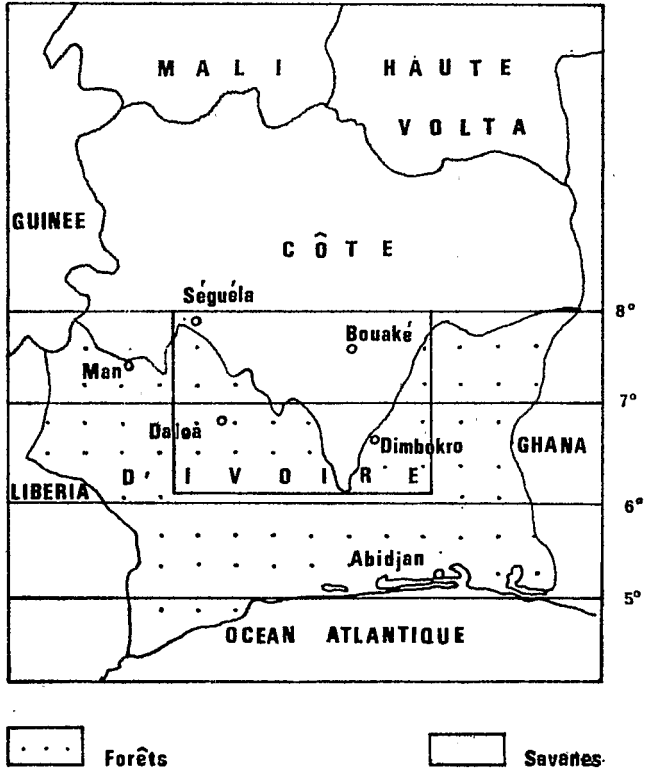 MALI
HAUTE
VOLTA
GUINEE
CÔTE
Séguéla
8°
Bouaké
Man
7°
Daloa
Dimbokro
GHANA
D'IVOIRE
LIBERIA
6°
Abidjan
5°
OCEAN ATLANTIQUE
Forêts
Savanes